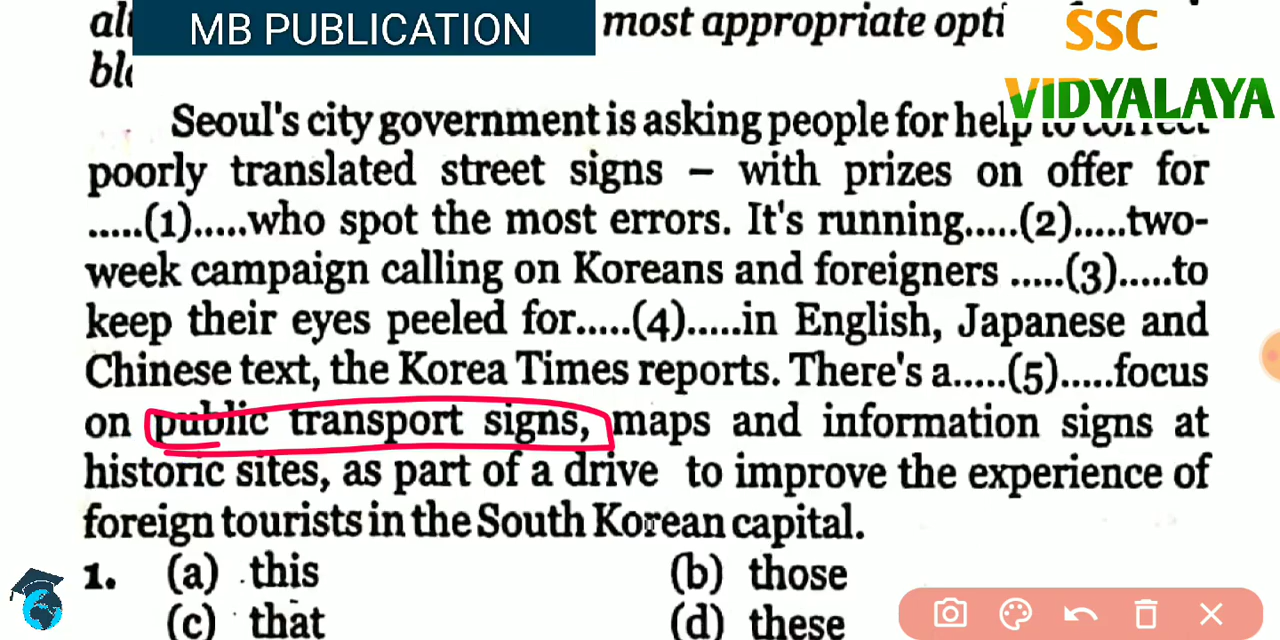 MB PUBLICATION most appropriate
SSC
VIDYALAYA
Seoul's city government is asking people for help to correct
poorly translated street signs – with prizes on offer for
.....(1).....who spot the most errors. It's running.....(2).....two-
week campaign calling on Koreans and foreigners .....(3).....to
keep their eyes peeled for.....(4).....in English, Japanese and
Chinese text, the Korea Times reports. There's a.....(5).....focus
on public transport signs, maps and information signs at
historic sites, as part of a drive to improve the experience of
foreign tourists in the South Korean capital.
1. (a) this (b) those
(c) that (d) these